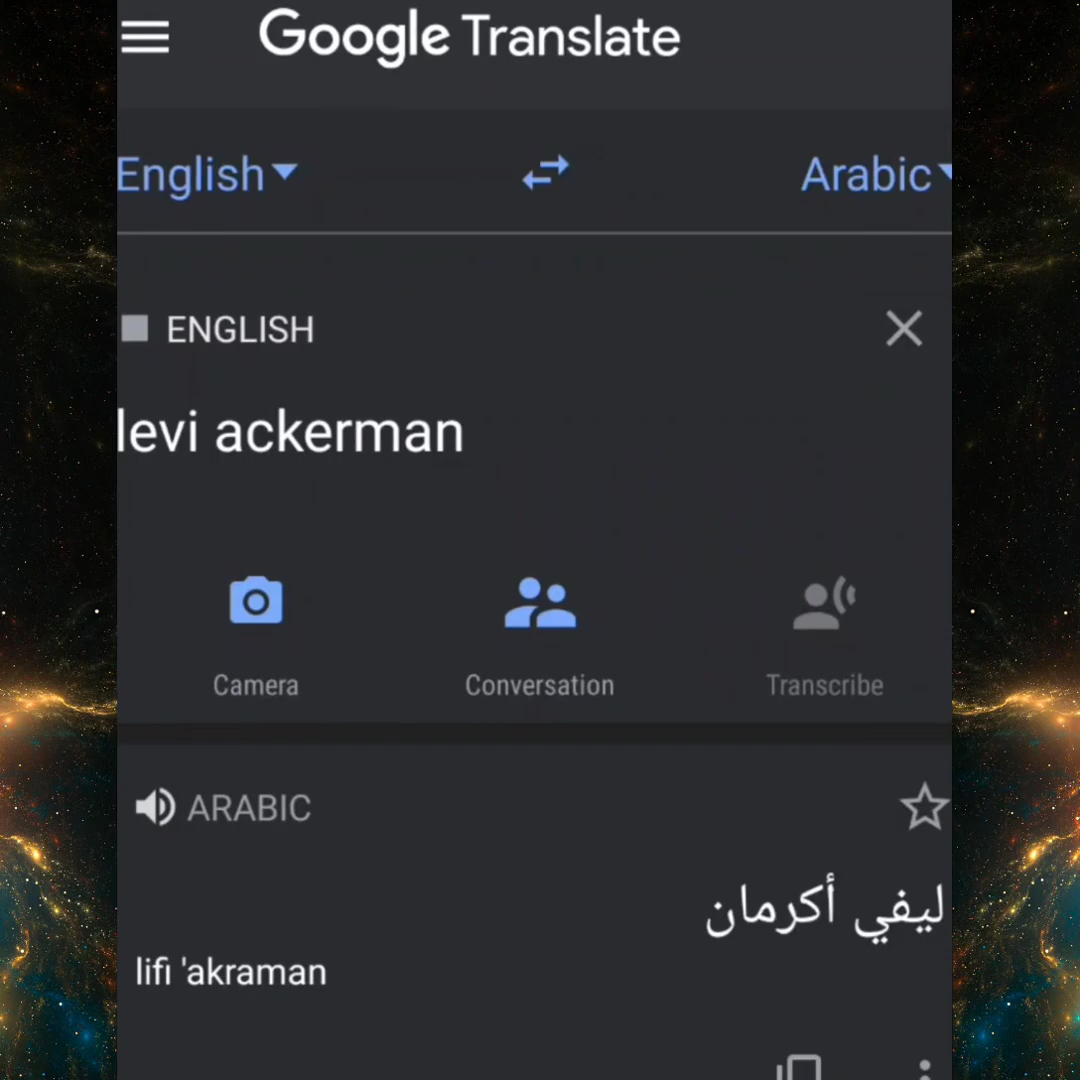 Google Translate
English
Arabic
ENGLISH
levi ackerman
Camera
Conversation
Transcribe
ARABIC
ليفي أكرمان
lifi 'akraman